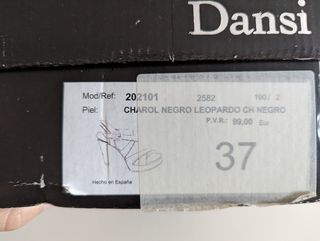 Dansi
Mod/Ref: 202101 2582 190/ 2
Piel: CHAROL NEGRO LEOPARDO CH NEGRO
P.V.R.: 99,00 Eur
37
Hecho en España